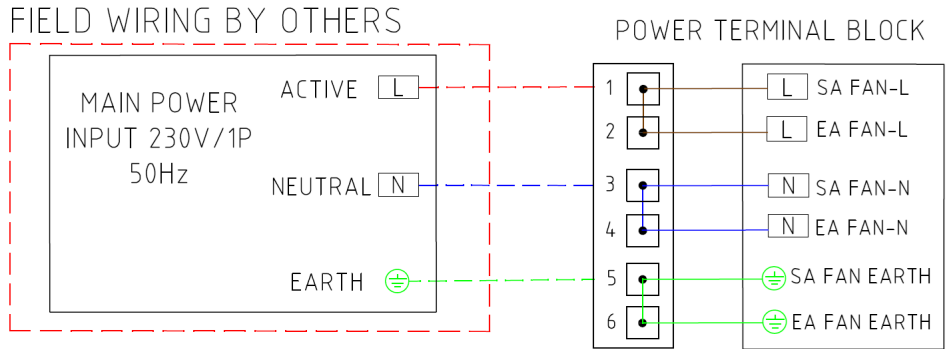 FIELD WIRING BY OTHERS
POWER TERMINAL BLOCK
MAIN POWER
INPUT 230V/1P
50Hz
ACTIVE L
NEUTRAL N
EARTH
1
2
3
4
5
6
L SA FAN-L
L EA FAN-L
N SA FAN-N
N EA FAN-N
SA FAN EARTH
EA FAN EARTH